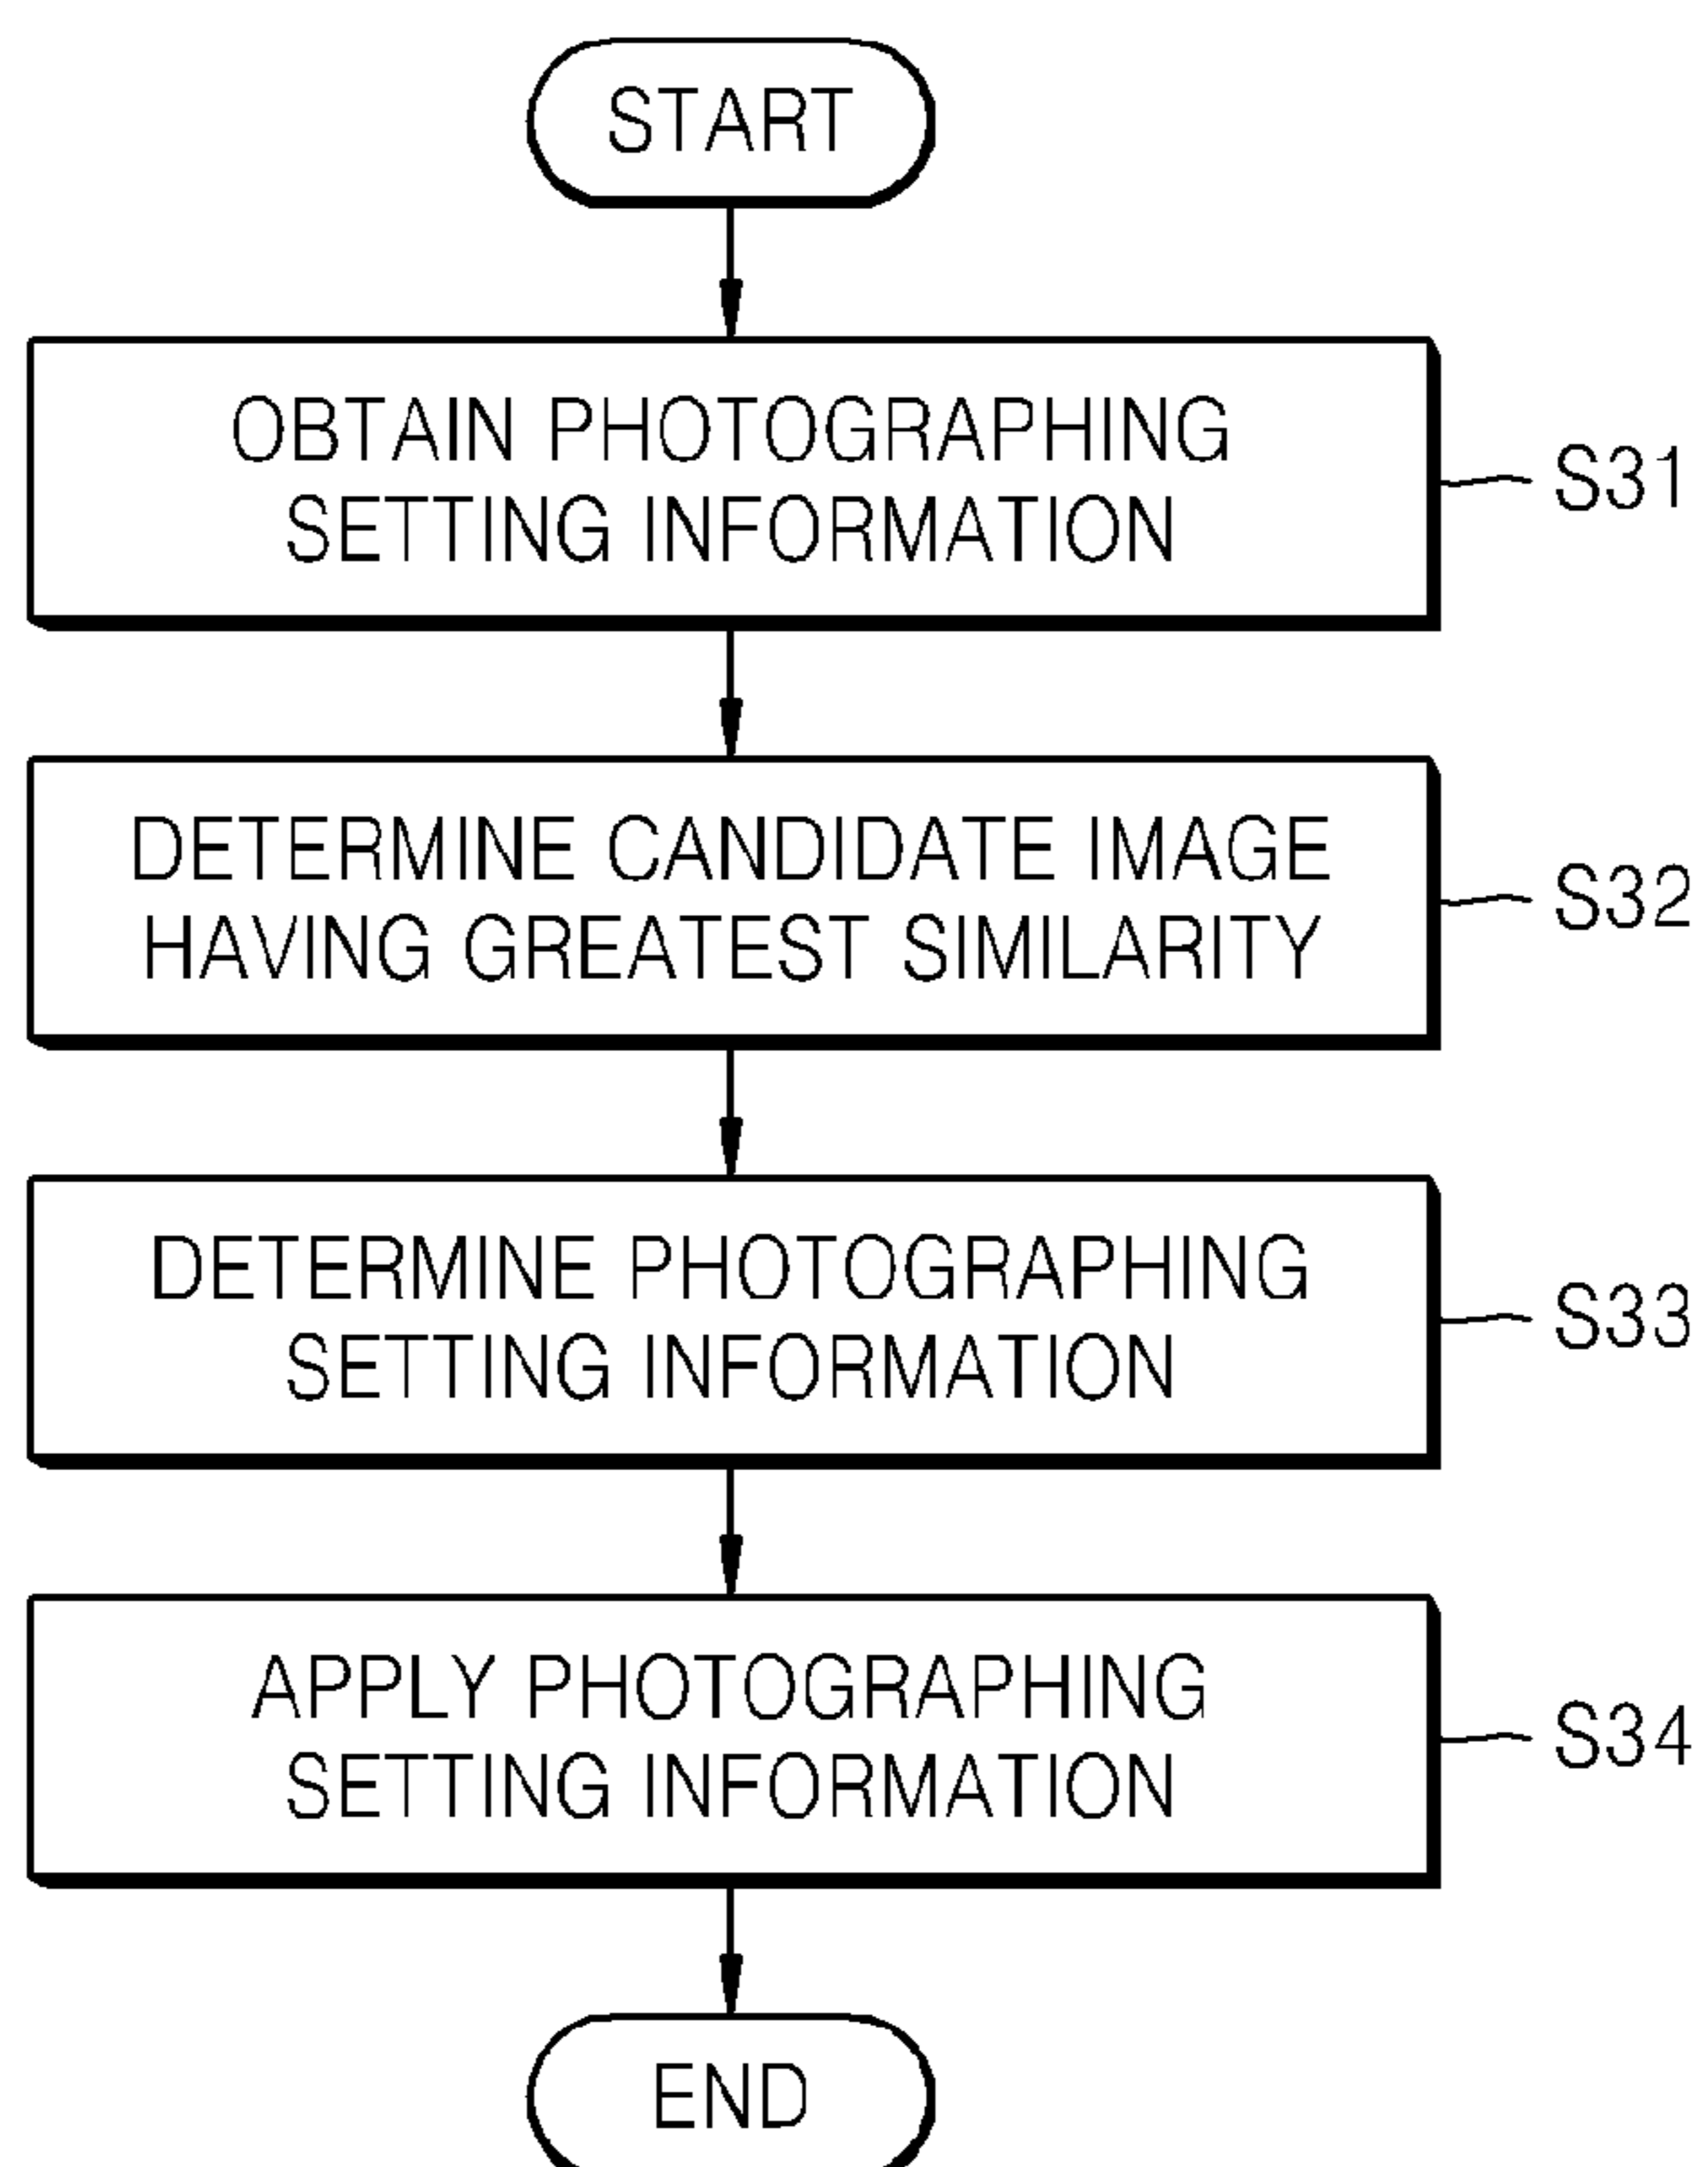 START
OBTAIN PHOTOGRAPHING
SETTING INFORMATION
S31
DETERMINE CANDIDATE IMAGE
HAVING GREATEST SIMILARITY
S32
DETERMINE PHOTOGRAPHING
SETTING INFORMATION
S33
APPLY PHOTOGRAPHING
SETTING INFORMATION
S34
END